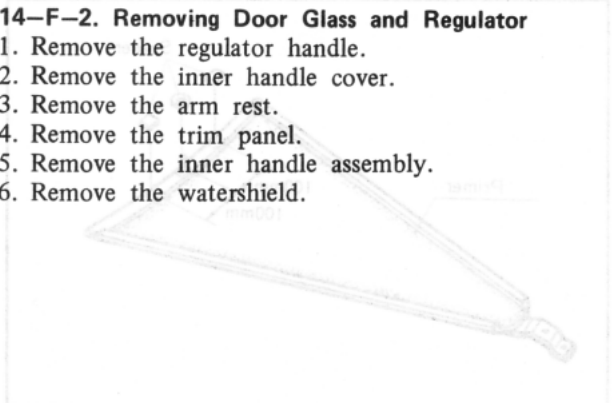 14–F–2. Removing Door Glass and Regulator
1. Remove the regulator handle.
2. Remove the inner handle cover.
3. Remove the arm rest.
4. Remove the trim panel.
5. Remove the inner handle assembly.
6. Remove the watershield.